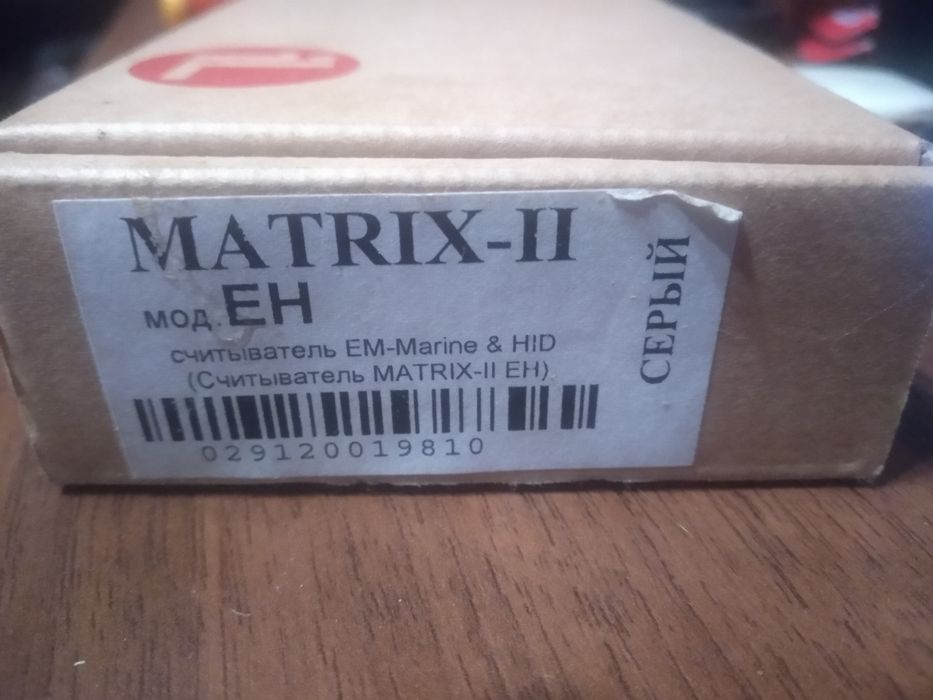 MATRIX-II
мод. EH
считыватель EM-Marine & HID
(Считыватель MATRIX-II EH)
029120019810
СЕРЫЙ